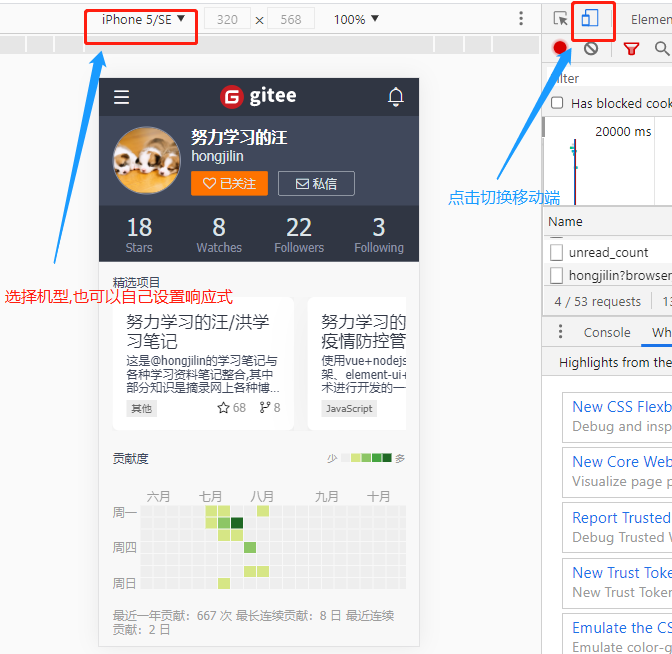 iPhone 5/SE ▼ 320 × 568 100% ▼
Elemen
gitee
努力学习的汪
hongjilin
已关注 私信
18 8 22 3
Stars Watches Followers Following
点击切换移动端
选择机型,也可以自己设置响应式
精选项目
努力学习的汪/洪学
习笔记
这是@hongjilin的学习笔记与
各种学习资料笔记整合,其中
部分知识是摘录网上各种博...
其他 68 8
努力学习的
疫情防控管
使用vue+nodejs
架、element-ui+
术进行开发的一
JavaScript
贡献度
少 多
六月 七月 八月 九月 十月
周一
周四
周日
最近一年贡献：667 次 最长连续贡献：8 日 最近连续
贡献：2 日
ilter
Has blocked cook
20000 ms
Name
unread_count
hongjilin?browser
4 / 53 requests 13
Console Wh
Highlights from the
New CSS Flexb
Debug and insp
New Core Web
Visualize page p
Report Trusted
Debug Trusted
New Trust Toke
New Trust Token
Emulate the CS
Emulate color-g